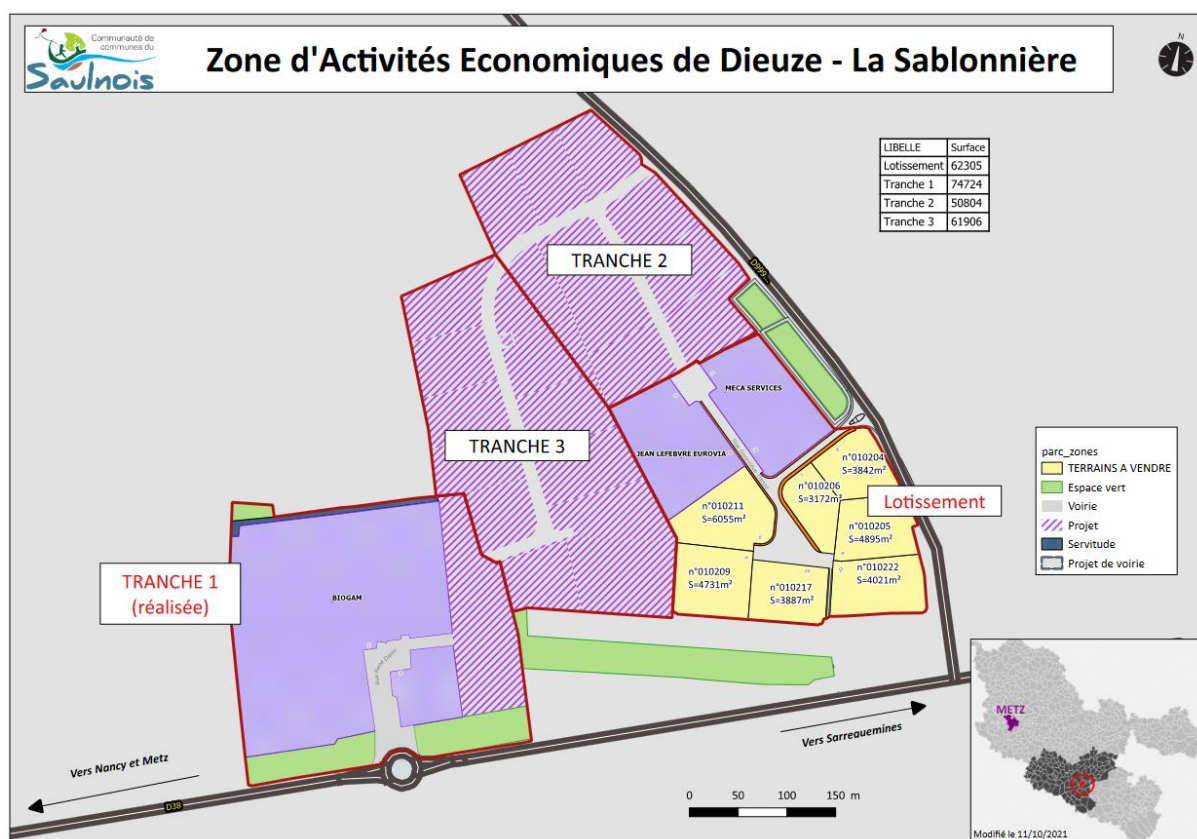 Communauté de
communes du
Saulnois
Zone d'Activités Economiques de Dieuze - La Sablonnière
N
LIBELLE Surface
Lotissement 62305
Tranche 1 74724
Tranche 2 50804
Tranche 3 61906
D999
TRANCHE 2
MECA SERVICES
TRANCHE 3
JEAN LEFEBVRE EUROVIA
n°010204
S=3842m²
n°010206
S=3172m²
Lotissement
n°010211
S=6055m²
n°010205
S=4895m²
n°010209
S=4731m²
n°010217
S=3887m²
n°010222
S=4021m²
parc_zones
TERRAINS A VENDRE
Espace vert
Voirie
Projet
Servitude
Projet de voirie
TRANCHE 1
(réalisée)
BIOGAM
METZ
Vers Sarreguemines
Vers Nancy et Metz
D38
0 50 100 150 m
Modifié le 11/10/2021